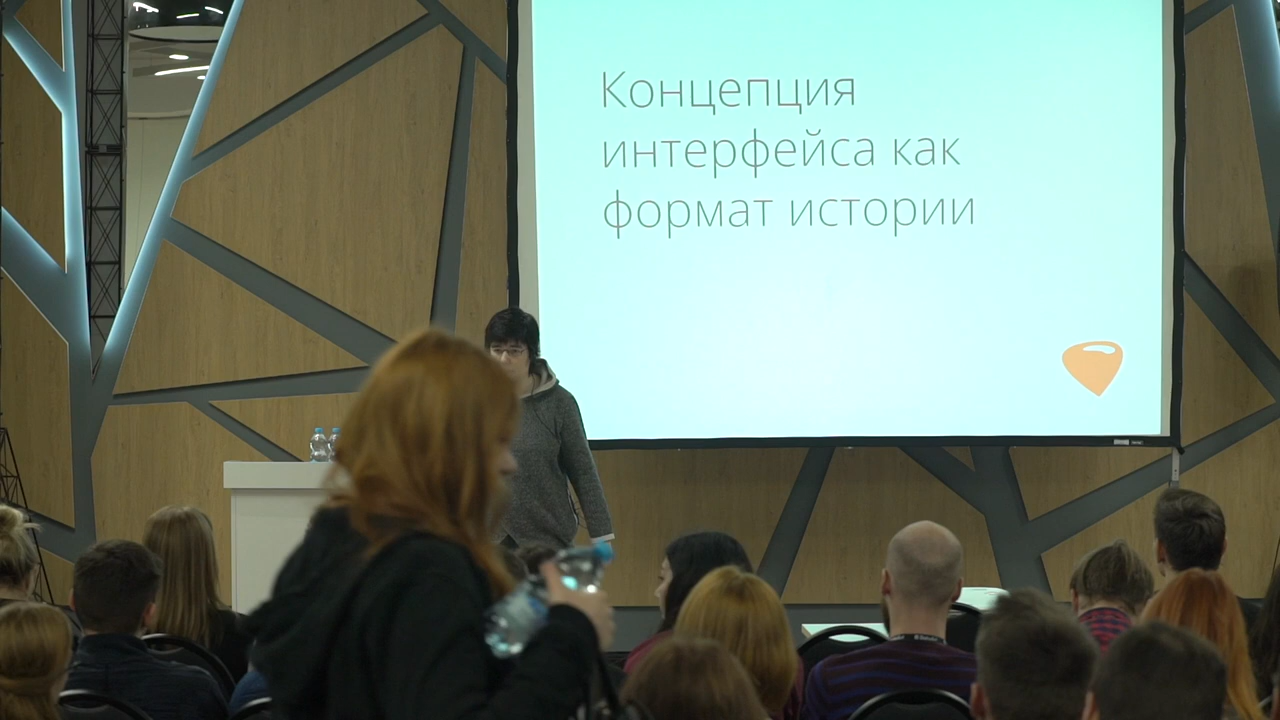 Концепция
интерфейса как
формат истории